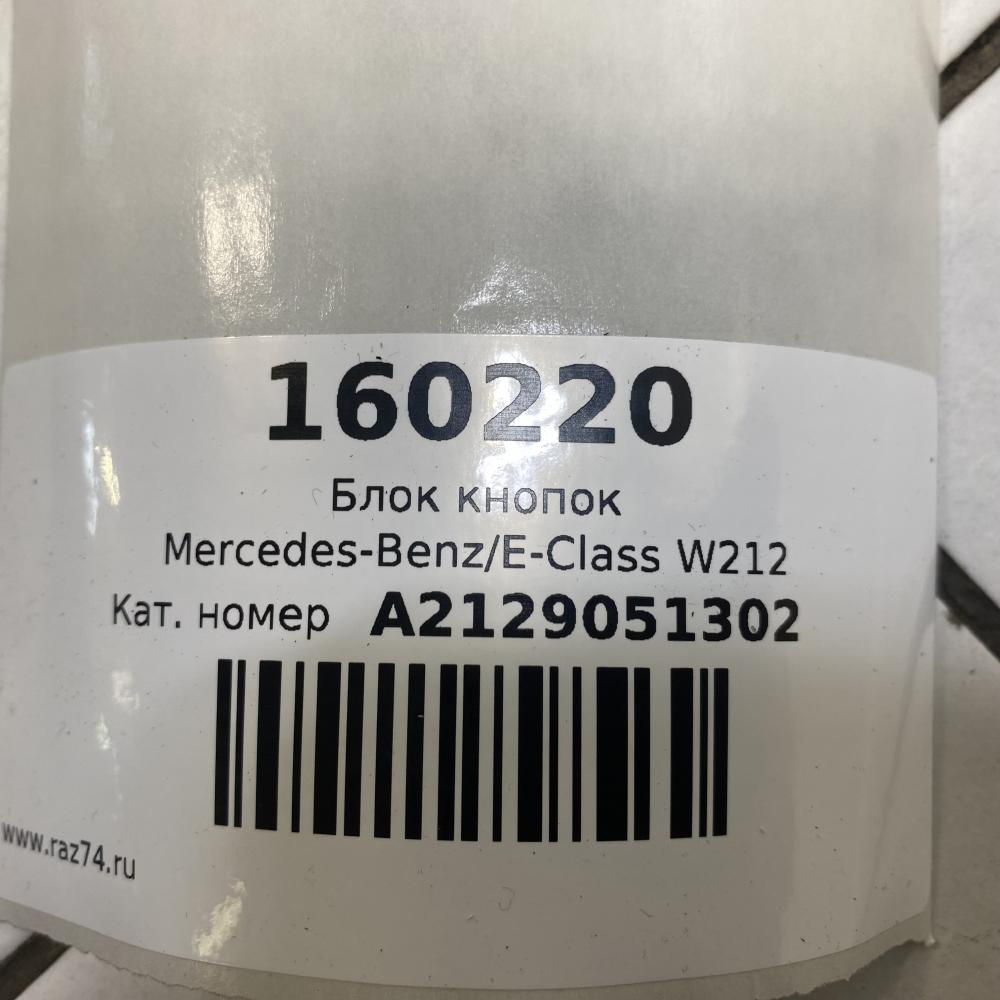 160220
Блок кнопок
Mercedes-Benz/E-Class W212
Кат. номер A2129051302
www.raz74.ru